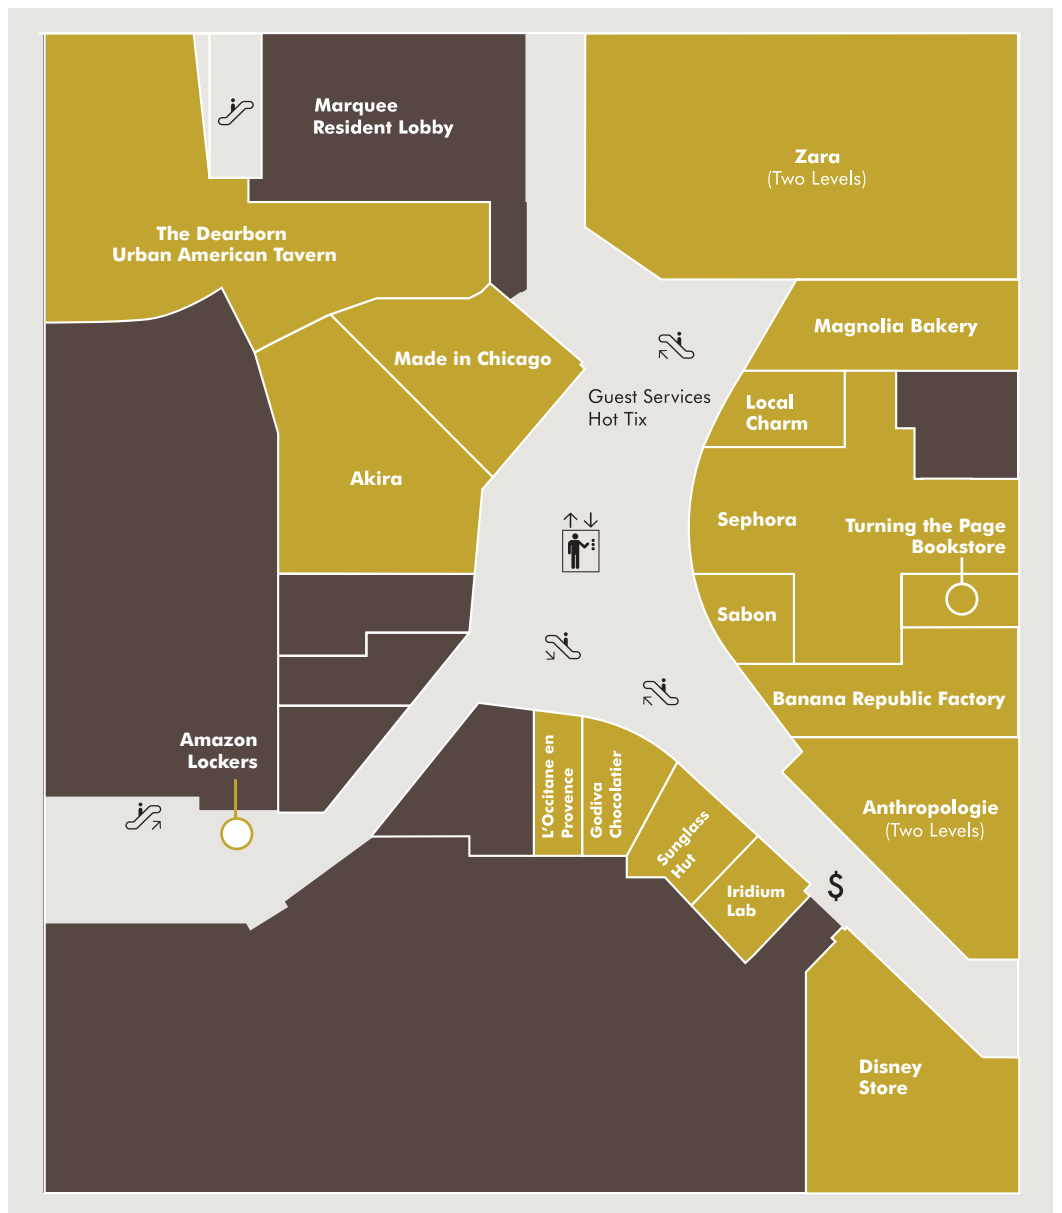 Marquee
Resident Lobby
Zara
(Two Levels)
The Dearborn
Urban American Tavern
Magnolia Bakery
Made in Chicago
Guest Services
Hot Tix
Local
Charm
Akira
Sephora
Turning the Page
Bookstore
Sabon
Banana Republic Factory
Amazon
Lockers
L'Occitane en
Provence
Godiva
Chocolatier
Sunglass
Hut
Anthropologie
(Two Levels)
Iridium
Lab
$
Disney
Store